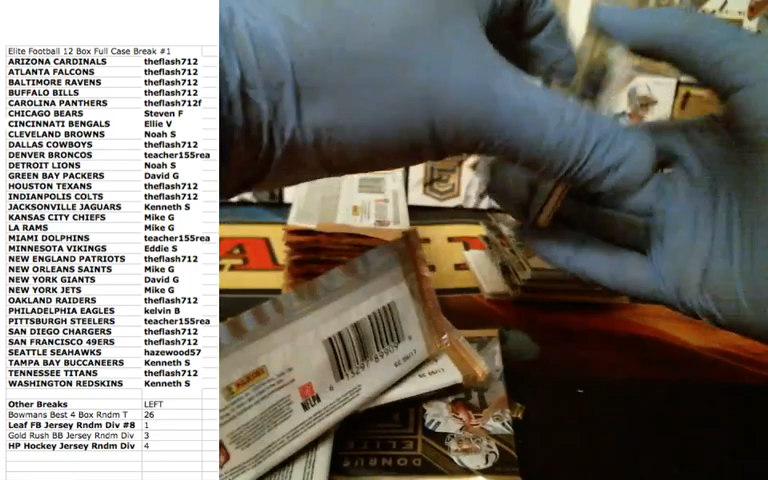 Elite Football 12 Box Full Case Break #1
ARIZONA CARDINALS theflash712
ATLANTA FALCONS theflash712
BALTIMORE RAVENS theflash712
BUFFALO BILLS theflash712
CAROLINA PANTHERS theflash712f
CHICAGO BEARS Steven F
CINCINNATI BENGALS Ellie V
CLEVELAND BROWNS Noah S
DALLAS COWBOYS theflash712
DENVER BRONCOS teacher155rea
DETROIT LIONS Noah S
GREEN BAY PACKERS David G
HOUSTON TEXANS theflash712
INDIANPOLIS COLTS theflash712
JACKSONVILLE JAGUARS Kenneth S
KANSAS CITY CHIEFS Mike G
LA RAMS Mike G
MIAMI DOLPHINS teacher155rea
MINNESOTA VIKINGS Eddie S
NEW ENGLAND PATRIOTS theflash712
NEW ORLEANS SAINTS Mike G
NEW YORK GIANTS David G
NEW YORK JETS Mike G
OAKLAND RAIDERS theflash712
PHILADELPHIA EAGLES kelvin B
PITTSBURGH STEELERS teacher155rea
SAN DIEGO CHARGERS theflash712
SAN FRANCISCO 49ERS theflash712
SEATTLE SEAHAWKS hazewood57
TAMPA BAY BUCCANEERS Kenneth S
TENNESSEE TITANS theflash712
WASHINGTON REDSKINS Kenneth S
Other Breaks LEFT
Bowmans Best 4 Box Rndm T 26
Leaf FB Jersey Rndm Div #8 1
Gold Rush BB Jersey Rndm Div 3
HP Hockey Jersey Rndm Div 4
PANINI
NFLPA
DONRUSS